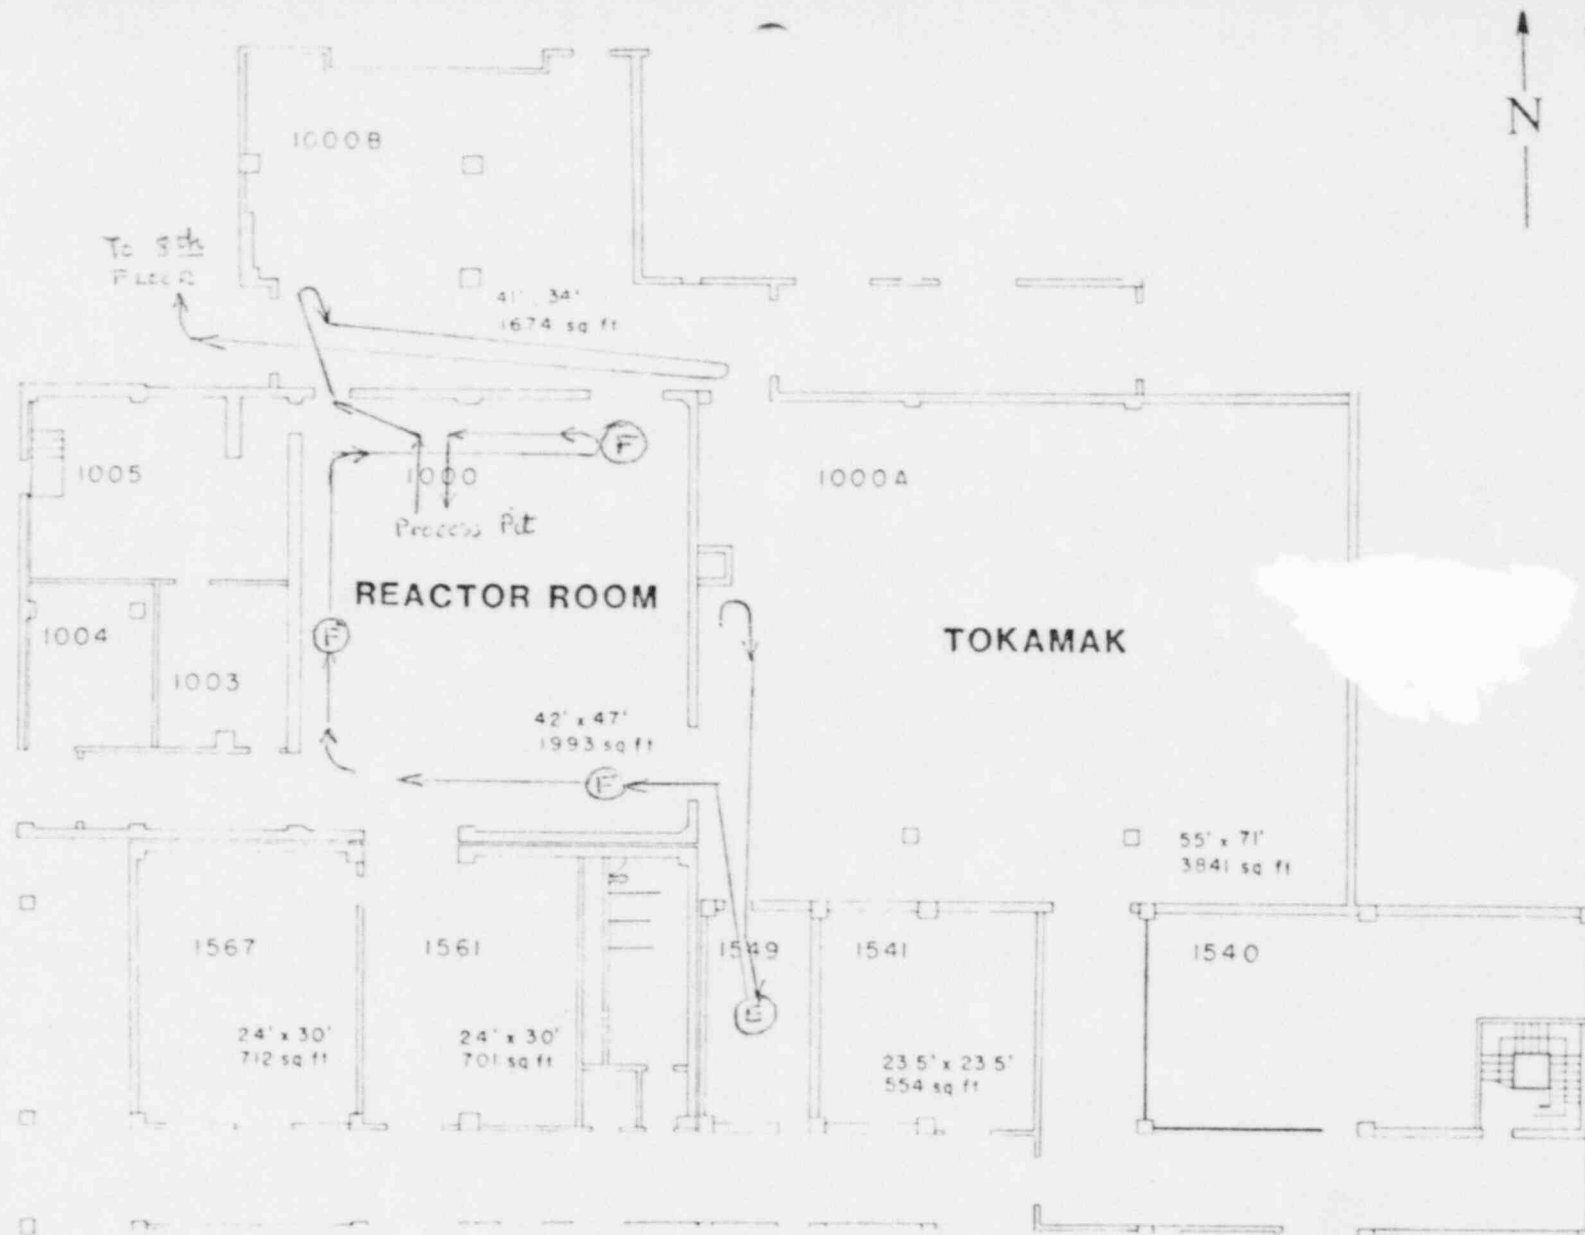 N
1000B
To 8th
FLOOR
41' 34'
1674 sq ft
F
1005
1000
1000A
Process Pit
REACTOR ROOM
F
1004
TOKAMAK
1003
42' x 47'
1993 sq ft
F
55' x 71'
3841 sq ft
1567
1561
1549
1541
1540
24' x 30'
712 sq ft
24' x 30'
701 sq ft
23.5' x 23.5'
554 sq ft